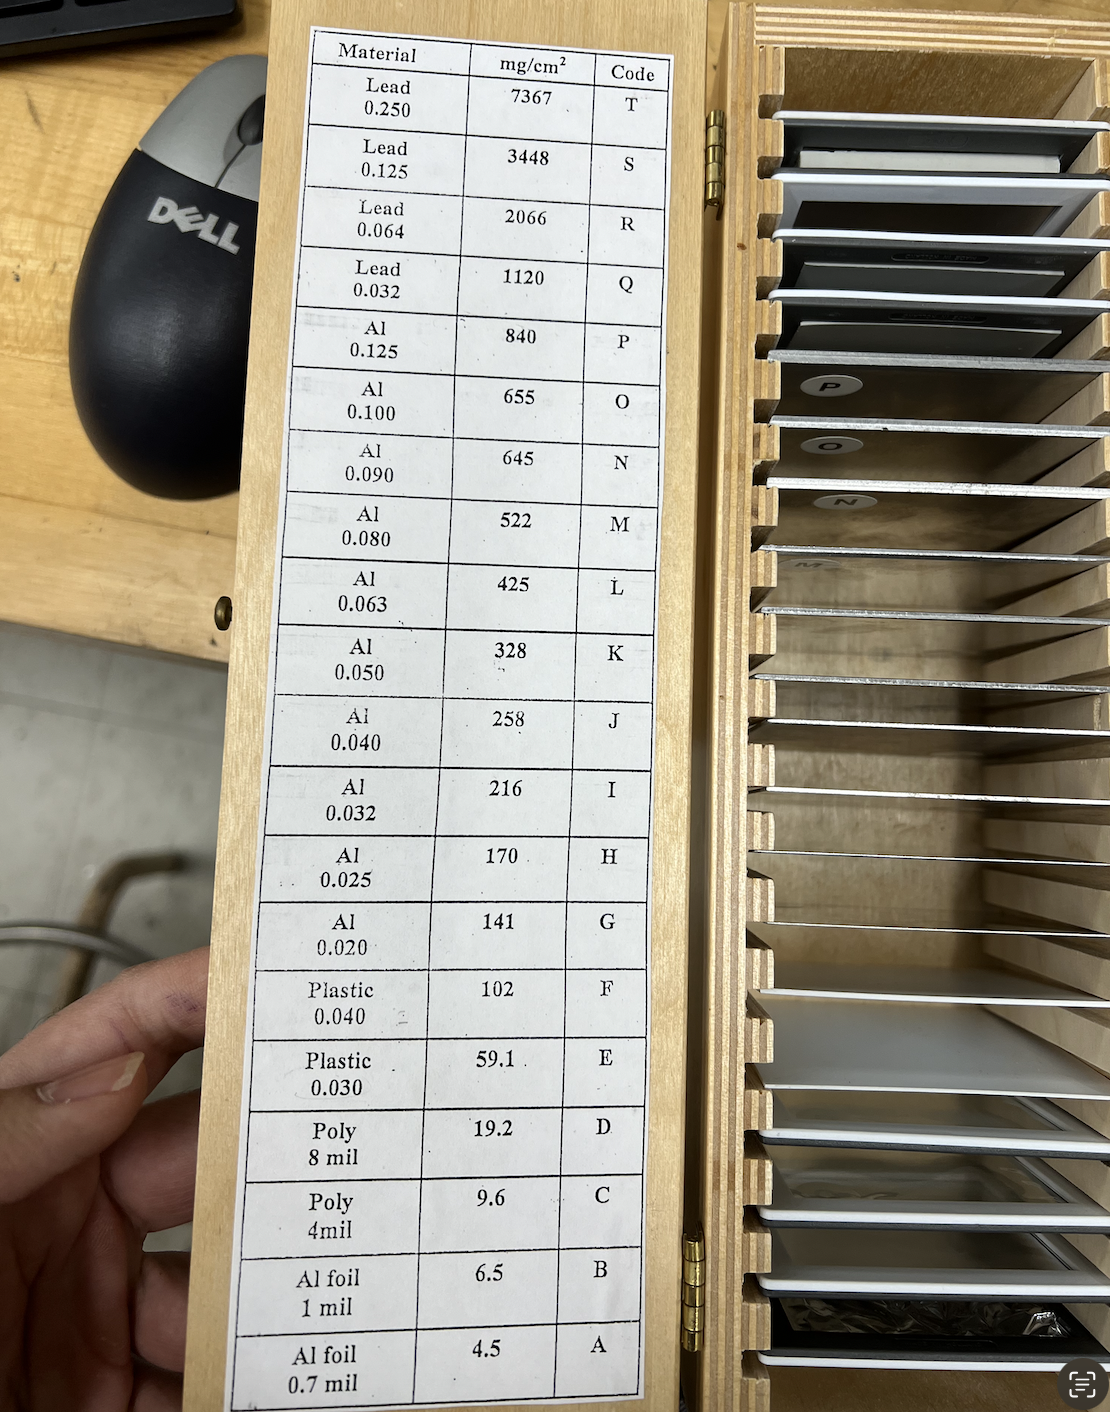 Material mg/cm² Code
Lead
0.250 7367 T
Lead
0.125 3448 S
Lead
0.064 2066 R
Lead
0.032 1120 Q
Al
0.125 840 P
Al
0.100 655 O
Al
0.090 645 N
Al
0.080 522 M
Al
0.063 425 L
Al
0.050 328 K
Al
0.040 258 J
Al
0.032 216 I
Al
0.025 170 H
Al
0.020 141 G
Plastic
0.040 102 F
Plastic
0.030 59.1 E
Poly
8 mil 19.2 D
Poly
4mil 9.6 C
Al foil
1 mil 6.5 B
Al foil
0.7 mil 4.5 A
DELL
P
O
N
M